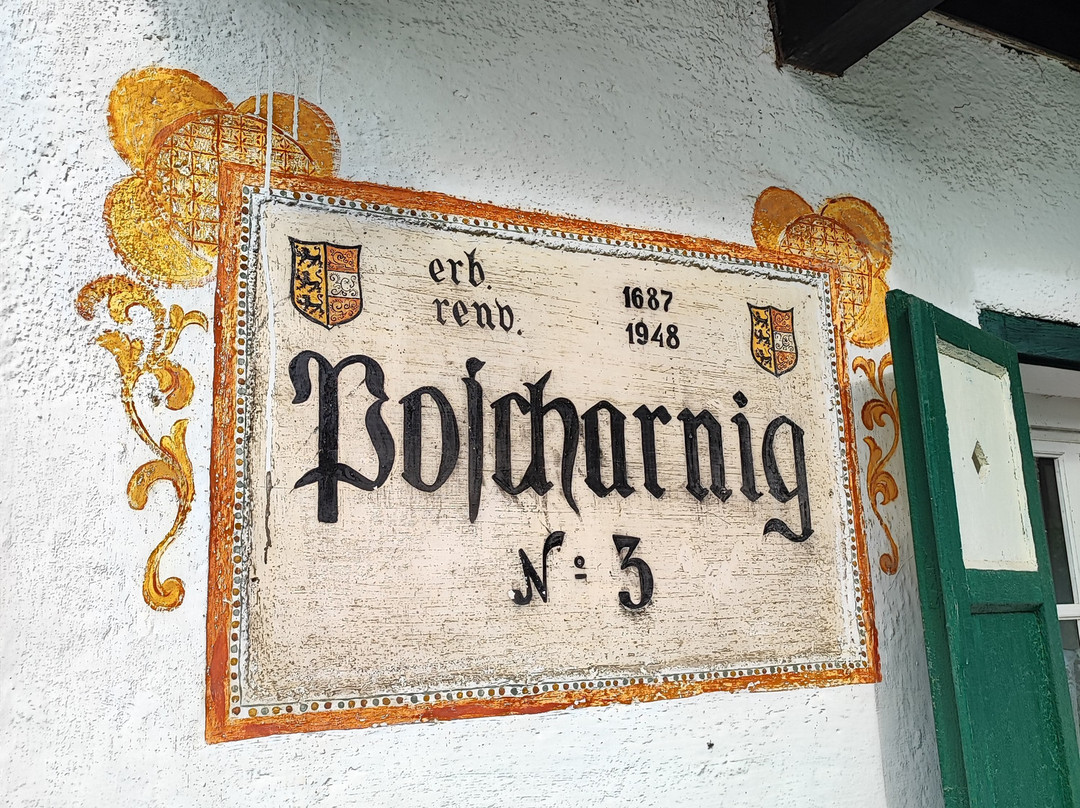 erb. 1687
renv. 1948
Poſcharnig
Nº 3